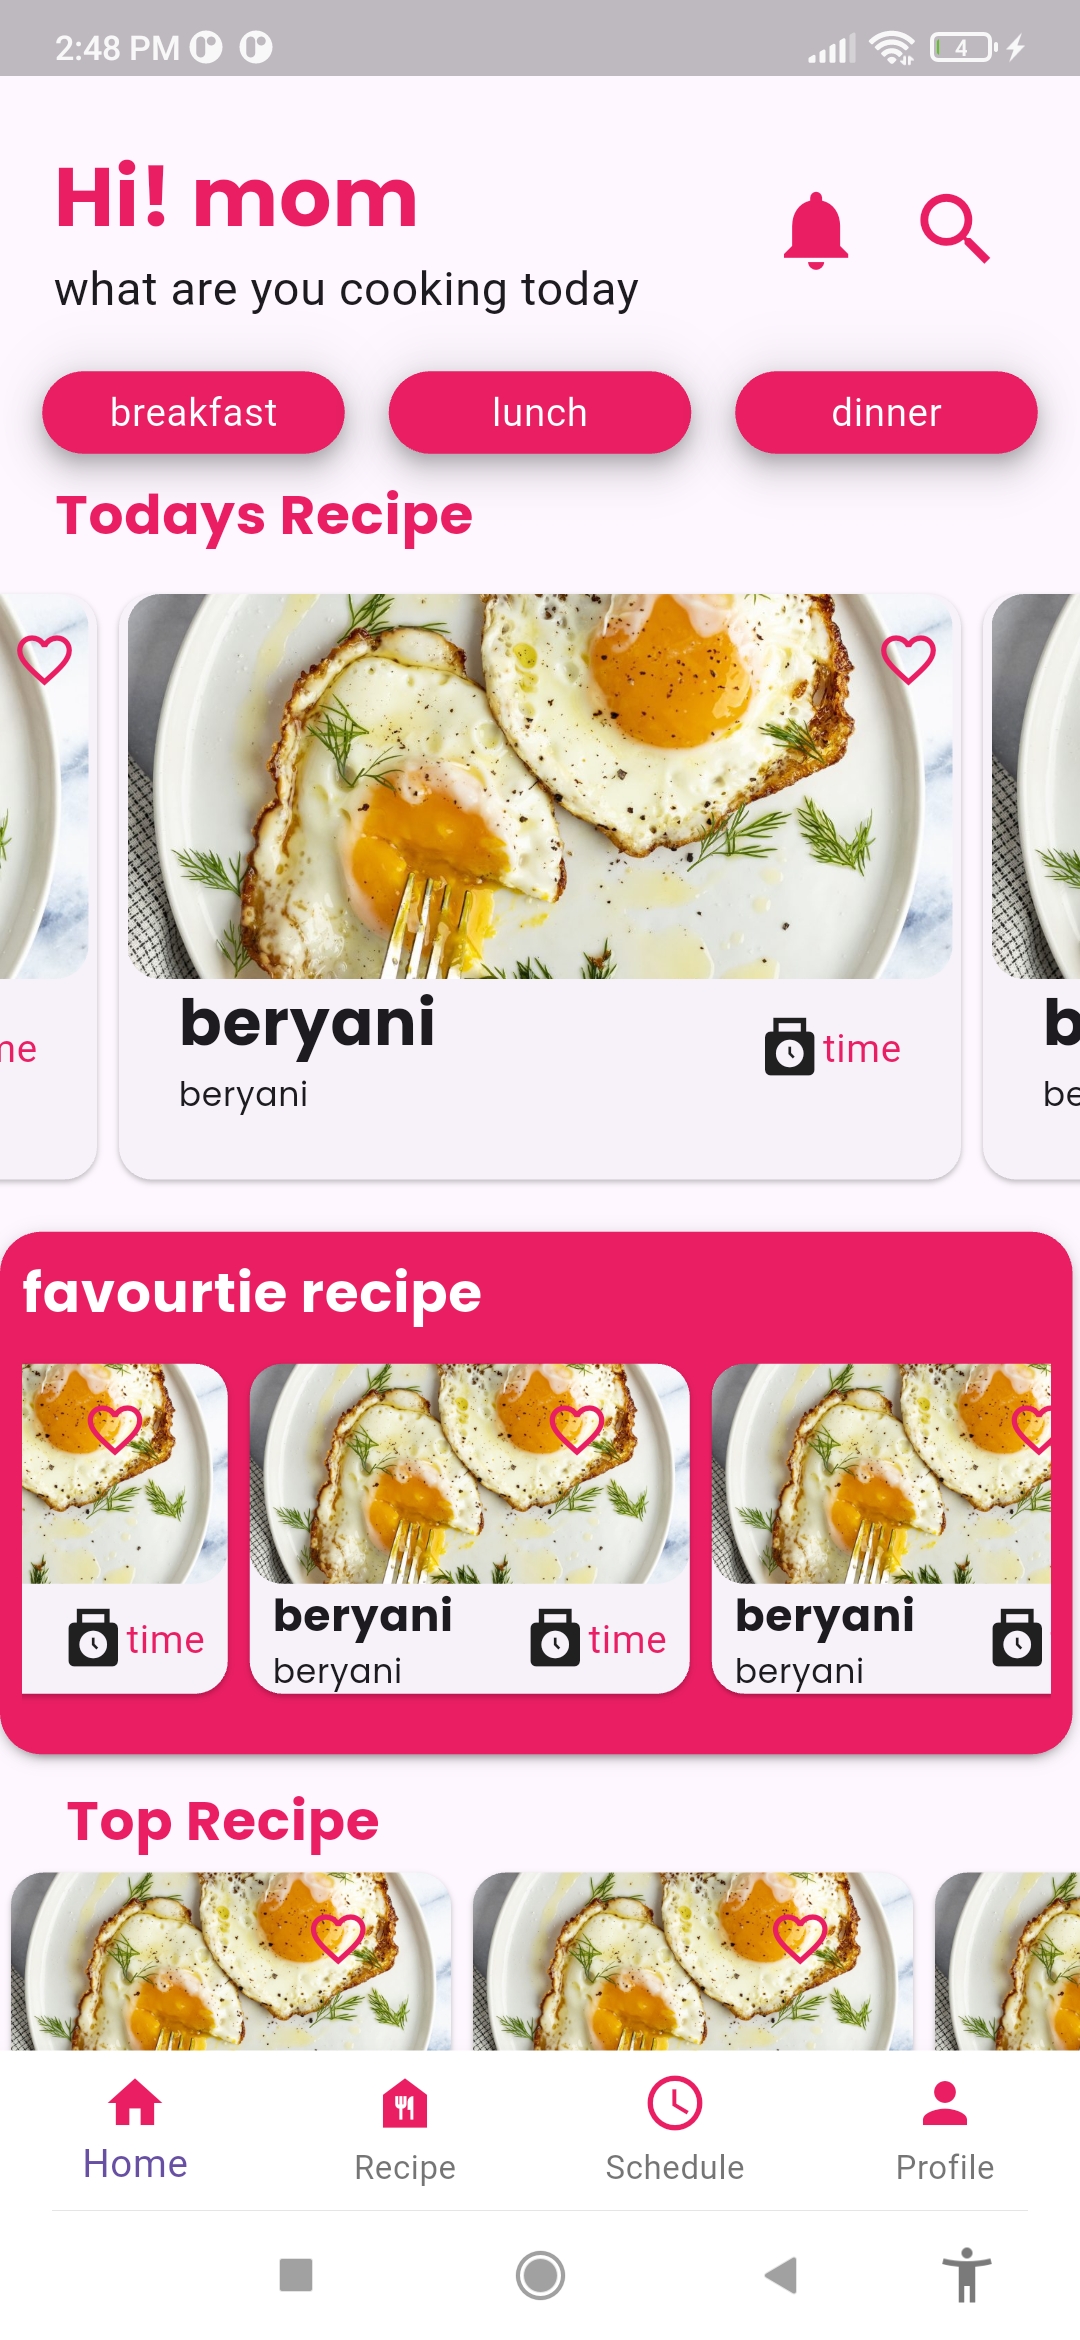 2:48 PM
4
Hi! mom
what are you cooking today
breakfast
lunch
dinner
Todays Recipe
me
beryani
time
beryani
b
be
favourtie recipe
time
beryani
time
beryani
beryani
beryani
Top Recipe
Home
Recipe
Schedule
Profile